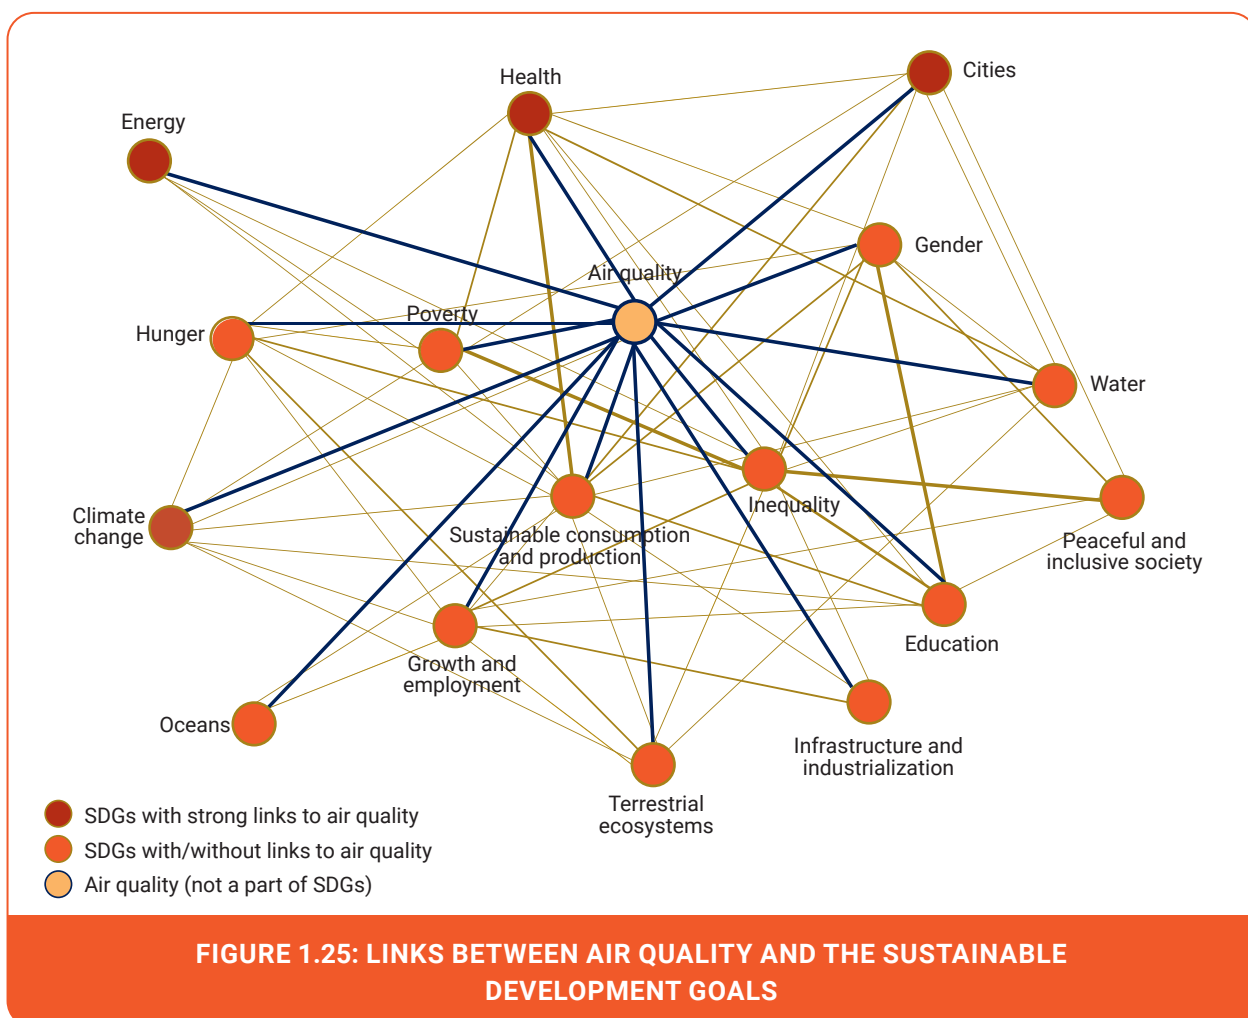 Cities
Health
Energy
Gender
Air quality
Poverty
Hunger
Water
Inequality
Climate
change
Sustainable consumption
and production
Peaceful and
inclusive society
Education
Growth and
employment
Oceans
Infrastructure and
industrialization
Terrestrial
ecosystems
SDGs with strong links to air quality
SDGs with/without links to air quality
Air quality (not a part of SDGs)
FIGURE 1.25: LINKS BETWEEN AIR QUALITY AND THE SUSTAINABLE
DEVELOPMENT GOALS